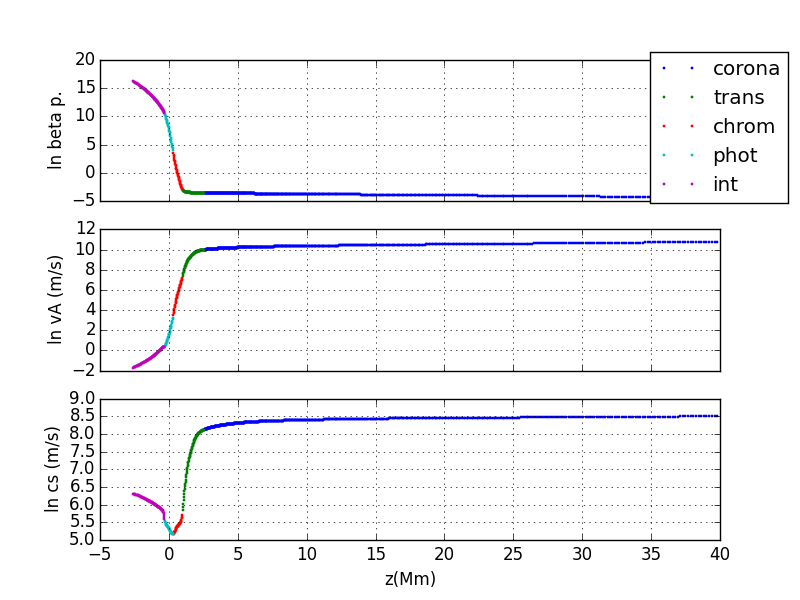 20
15
10
5
0
−5
ln beta p.
corona
trans
chrom
phot
int
12
10
8
6
4
2
0
−2
ln vA (m/s)
9.0
8.5
8.0
7.5
7.0
6.5
6.0
5.5
5.0
ln cs (m/s)
−5 0 5 10 15 20 25 30 35 40
z(Mm)